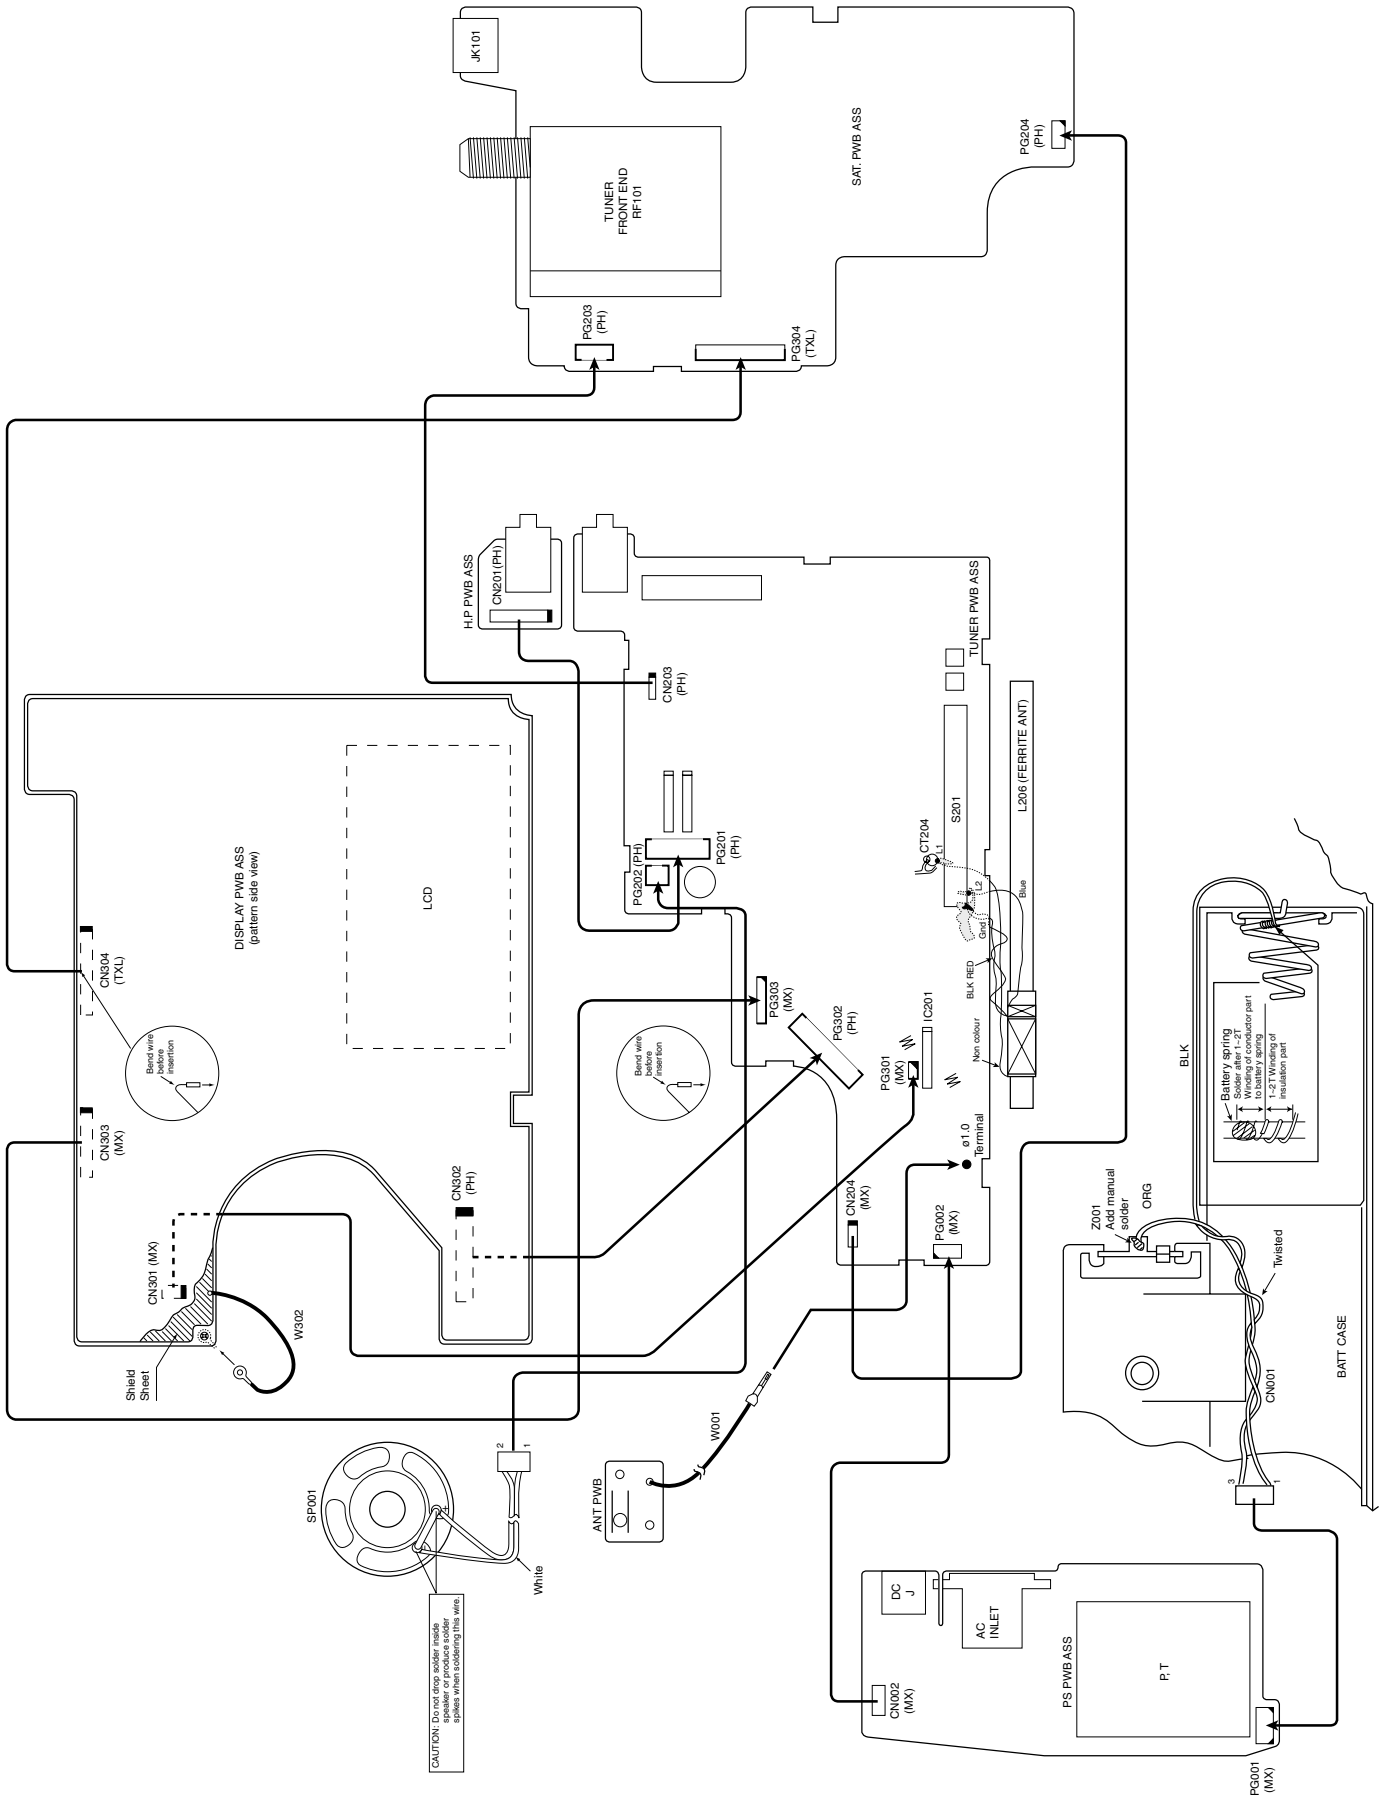 JK101
TUNER
FRONT END
RF101
SAT. PWB ASS
PG204
(PH)
PG203
(PH)
PG304
(TXL)
H.P PWB ASS
CN201(PH)
CN203
(PH)
TUNER PWB ASS
DISPLAY PWB ASS
(pattern side view)
LCD
CN304
(TXL)
CN303
(MX)
Bend wire
before
insertion
CN301 (MX)
CN302
(PH)
Shield
Sheet
W302
PG202 (PH)
PG201
(PH)
S201
L206 (FERRITE ANT)
CT204
L1
L2
Gnd
Blue
BLK RED
Non colour
PG303
(MX)
PG302
(PH)
PG301
(MX)
IC201
Bend wire
before
insertion
ø1.0
Terminal
CN204
(MX)
PG002
(MX)
SP001
+
-
2
1
White
CAUTION: Do not drop solder inside
speaker or produce solder
spikes when soldering this wire.
ANT PWB
W001
BLK
Battery spring
Solder after 1~2T
Winding of conductor part
to battery spring
1~2T Winding of
insulation part
Z001
Add manual
solder
ORG
Twisted
CN001
BATT CASE
3
1
DC
J
AC
INLET
PS PWB ASS
P, T
CN002
(MX)
PG001
(MX)